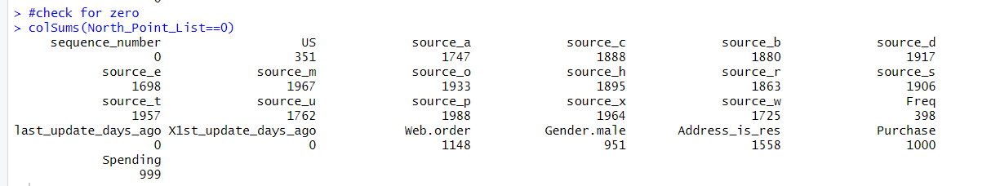 > #check for zero
> colSums(North_Point_List==0)
sequence_number US source_a source_c source_b source_d
0 351 1747 1888 1880 1917
source_e source_m source_o source_h source_r source_s
1698 1967 1933 1895 1863 1906
source_t source_u source_p source_x source_w Freq
1957 1762 1988 1964 1725 398
last_update_days_ago X1st_update_days_ago Web.order Gender.male Address_is_res Purchase
0 0 1148 951 1558 1000
Spending
999